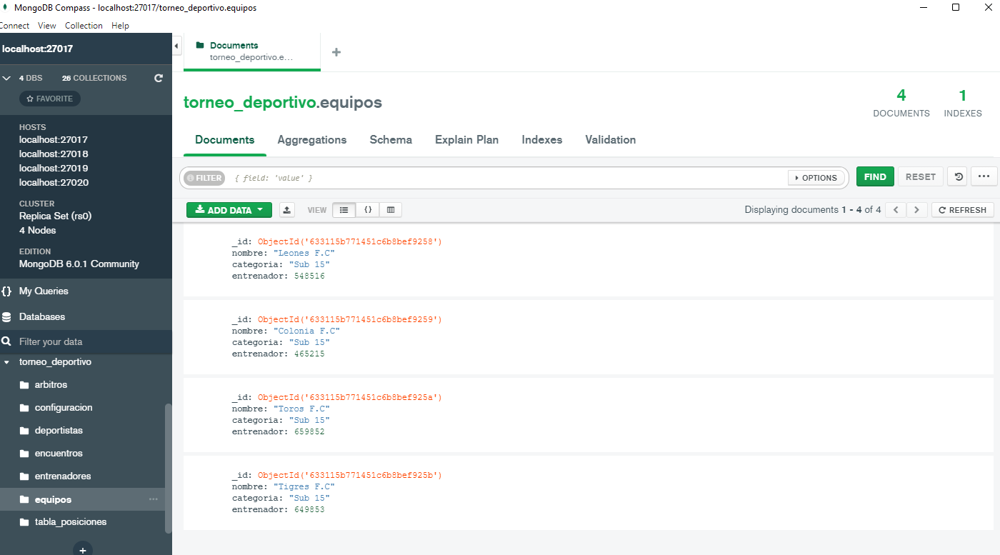 MongoDB Compass - localhost:27017/torneo_deportivo.equipos
Connect View Collection Help
localhost:27017
4 DBS 26 COLLECTIONS
FAVORITE
HOSTS
localhost:27017
localhost:27018
localhost:27019
localhost:27020
CLUSTER
Replica Set (rs0)
4 Nodes
EDITION
MongoDB 6.0.1 Community
{} My Queries
Databases
Filter your data
torneo_deportivo
arbitros
configuracion
deportistas
encuentros
entrenadores
equipos ...
tabla_posiciones
+
Documents
torneo_deportivo.e...
+
torneo_deportivo.equipos
4 DOCUMENTS
1 INDEXES
Documents Aggregations Schema Explain Plan Indexes Validation
FILTER { field: 'value' } OPTIONS FIND RESET ...
ADD DATA VIEW {} Displaying documents 1 - 4 of 4 < > REFRESH
_id: ObjectId('633115b771451c6b8bef9258')
nombre: "Leones F.C"
categoria: "Sub 15"
entrenador: 548516
_id: ObjectId('633115b771451c6b8bef9259')
nombre: "Colonia F.C"
categoria: "Sub 15"
entrenador: 465215
_id: ObjectId('633115b771451c6b8bef925a')
nombre: "Toros F.C"
categoria: "Sub 15"
entrenador: 659852
_id: ObjectId('633115b771451c6b8bef925b')
nombre: "Tigres F.C"
categoria: "Sub 15"
entrenador: 649853